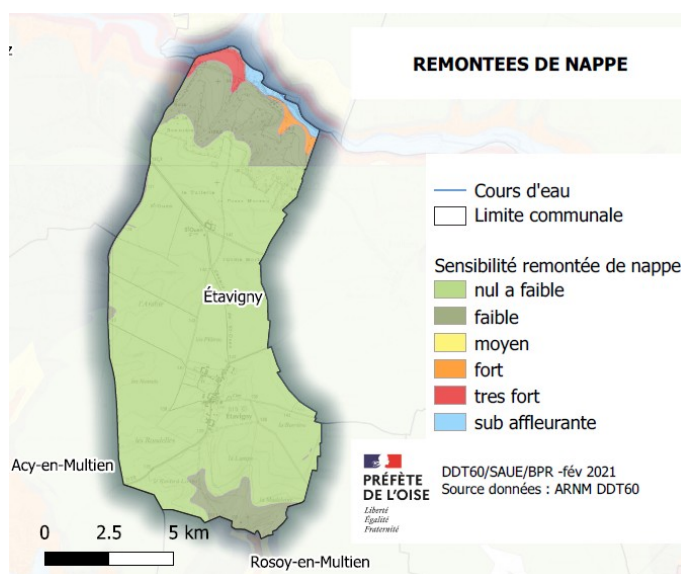 REMONTEES DE NAPPE
Cours d'eau
Limite communale
Sensibilité remontée de nappe
nul a faible
faible
moyen
fort
tres fort
sub affleurante
Étavigny
Acy-en-Multien
Rosoy-en-Multien
0 2.5 5 km
PRÉFÈTE
DE L'OISE
Liberté
Égalité
Fraternité
DDT60/SAUE/BPR -fév 2021
Source données : ARNM DDT60